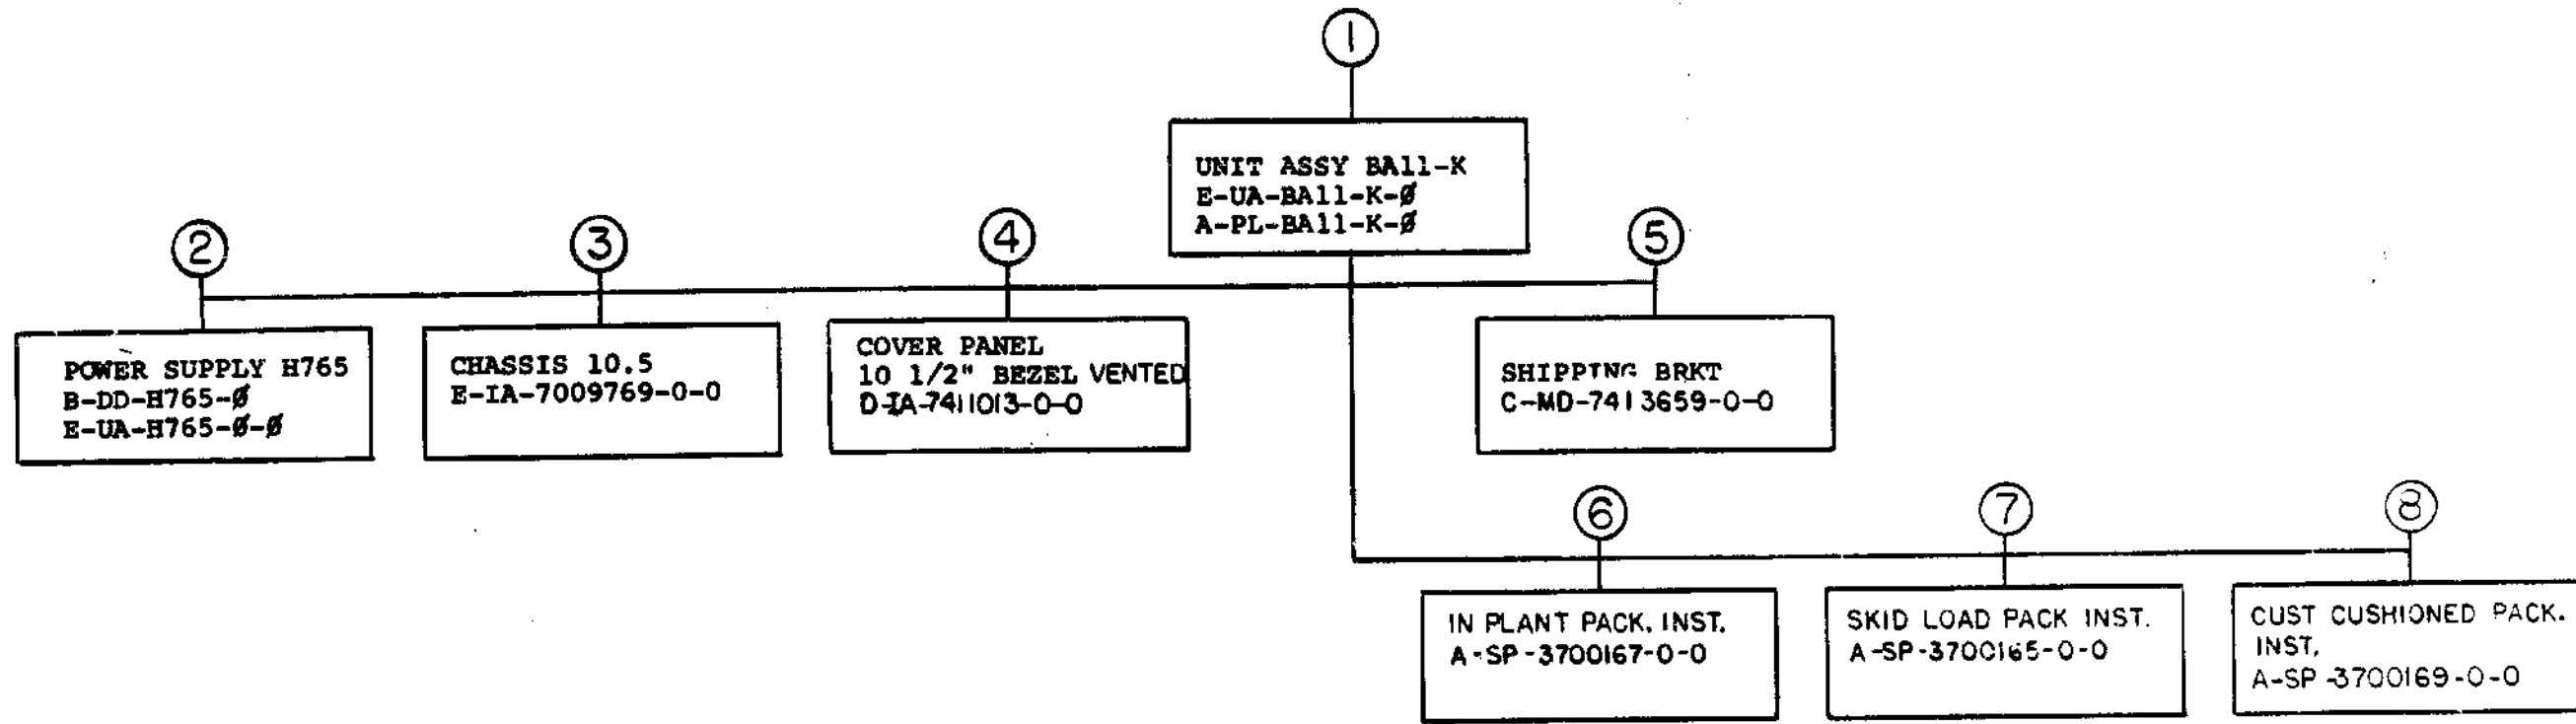 1
UNIT ASSY BA11-K
E-UA-BA11-K-Ø
A-PL-BA11-K-Ø
2
3
4
5
POWER SUPPLY H765
B-DD-H765-Ø
E-UA-H765-Ø-Ø
CHASSIS 10.5
E-IA-7009769-0-0
COVER PANEL
10 1/2" BEZEL VENTED
D-IA-7411013-0-0
SHIPPING BRKT
C-MD-7413659-0-0
6
7
8
IN PLANT PACK. INST.
A-SP-3700167-0-0
SKID LOAD PACK INST.
A-SP-3700165-0-0
CUST CUSHIONED PACK.
INST.
A-SP-3700169-0-0